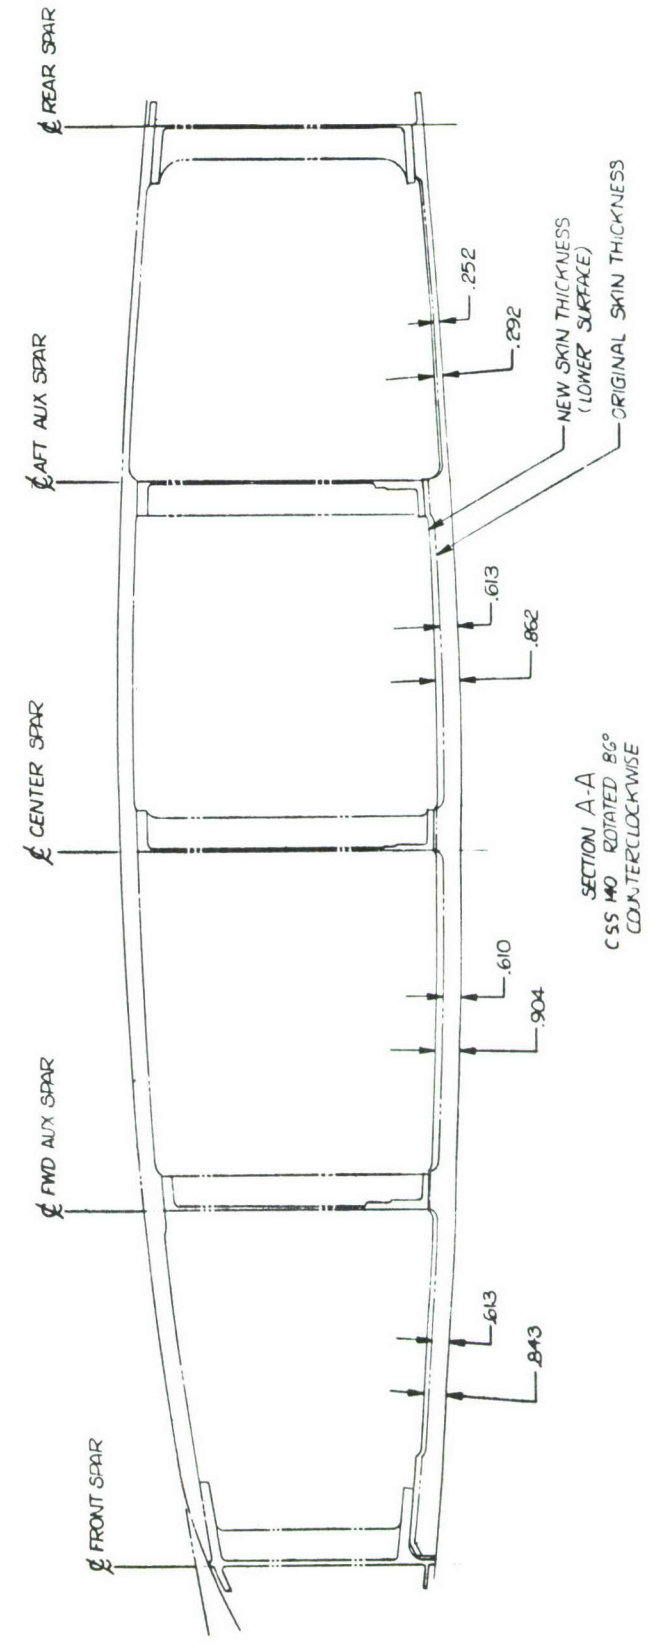 ℄ FRONT SPAR
℄ FWD AUX SPAR
℄ CENTER SPAR
℄ AFT AUX SPAR
℄ REAR SPAR
.843
.613
.904
.610
.862
.613
.292
.252
NEW SKIN THICKNESS
(LOWER SURFACE)
ORIGINAL SKIN THICKNESS
SECTION A-A
CSS 140 ROTATED 86°
COUNTERCLOCKWISE